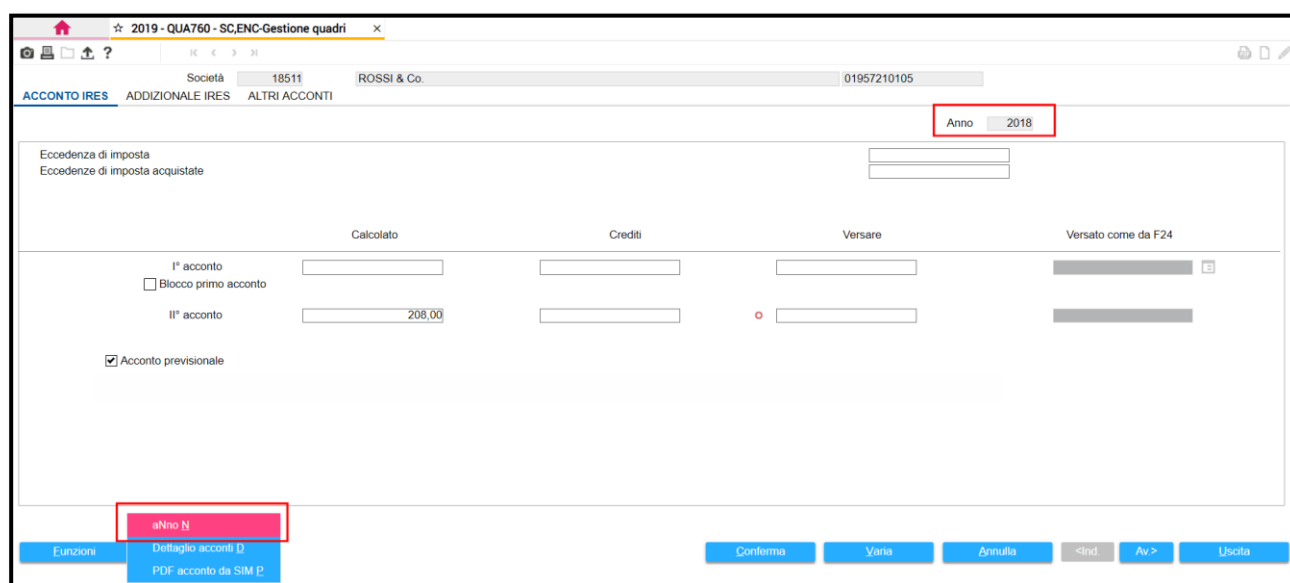 ☆ 2019 - QUA760 - SC,ENC-Gestione quadri ×
?
Società 18511 ROSSI & Co. 01957210105
ACCONTO IRES ADDIZIONALE IRES ALTRI ACCONTI
Anno 2018
Eccedenza di imposta
Eccedenze di imposta acquistate
Calcolato Crediti Versare Versato come da F24
I° acconto
Blocco primo acconto
II° acconto 208,00
Acconto previsionale
aNno N
Funzioni Dettaglio acconti D Conferma Varia Annulla <Ind. Av.> Uscita
PDF acconto da SIM P